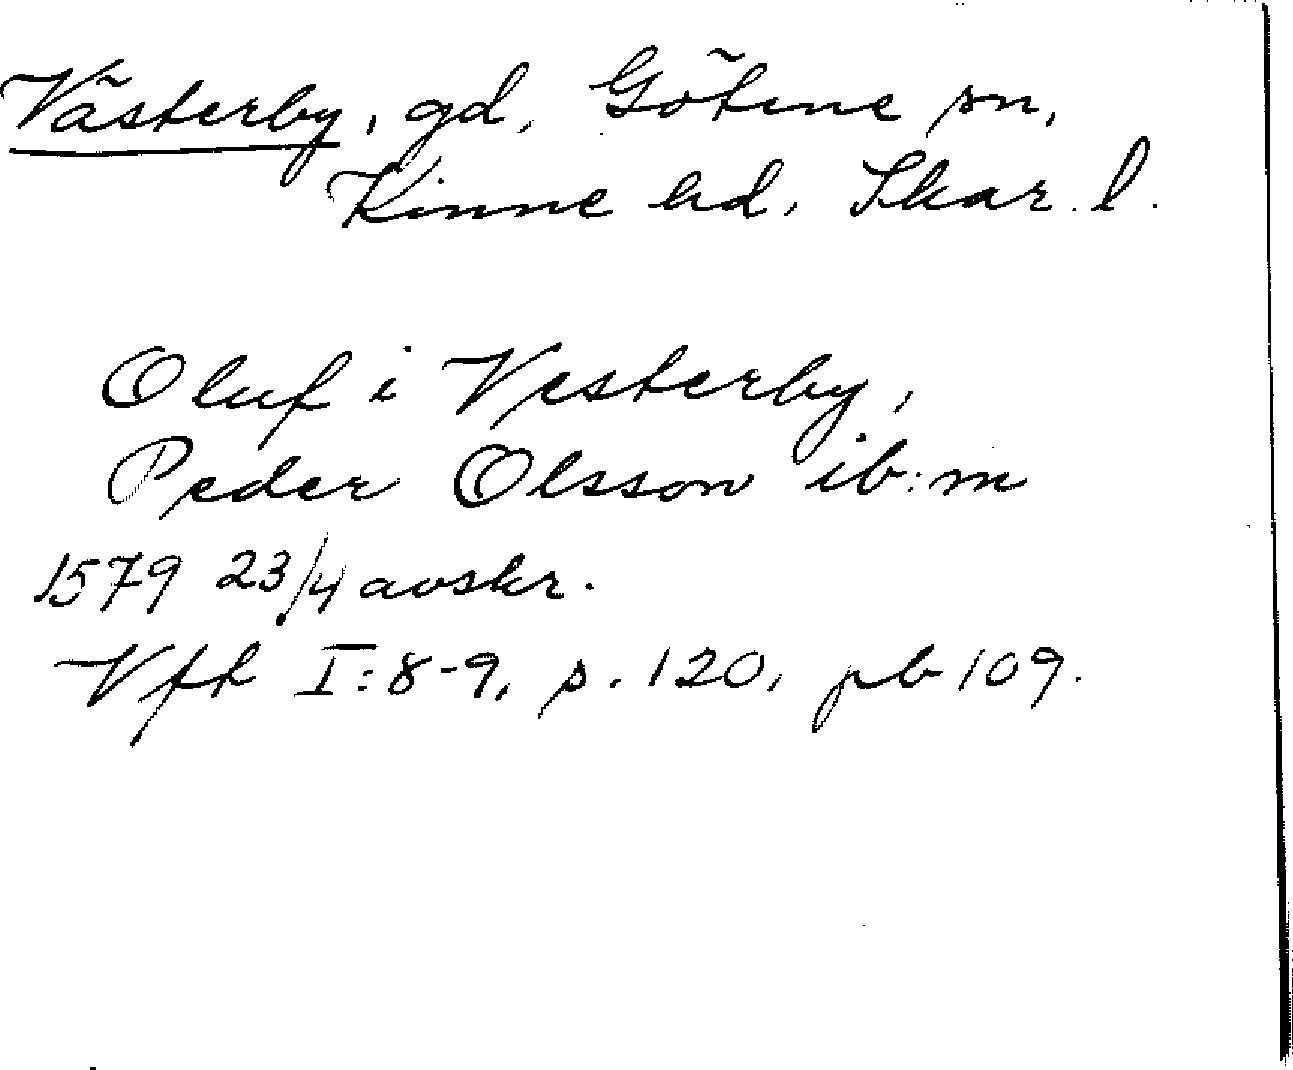 Västerby, gd, Götene sn,
Kinne hd, Skar. l.
Oluf i Vesterby,
Peder Olsson ib:m
1579 23/4 avskr.
Vfh I:8-9, p. 120, pb 109.